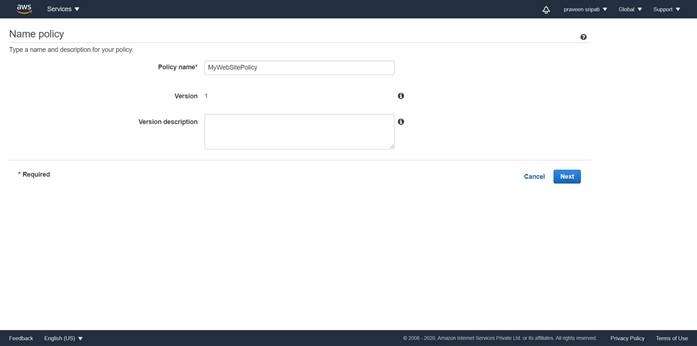 aws Services praveen sripati Global Support
Name policy
Type a name and description for your policy.
Policy name* MyWebSitePolicy
Version 1
Version description
* Required Cancel Next
Feedback English (US) © 2008 - 2020, Amazon Internet Services Private Ltd. or its affiliates. All rights reserved. Privacy Policy Terms of Use